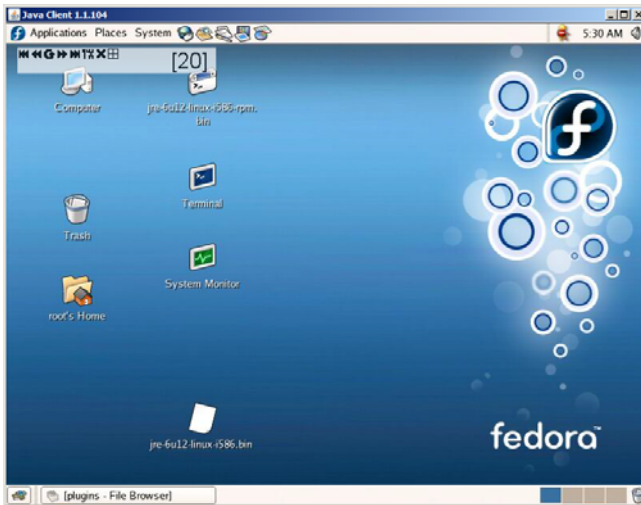 Java Client 1.1.104
Applications Places System
5:30 AM
[20]
Computer
jre-6u12-linux-i586-rpm.
bin
Terminal
Trash
System Monitor
root's Home
jre-6u12-linux-i586.bin
fedora™
[plugins - File Browser]